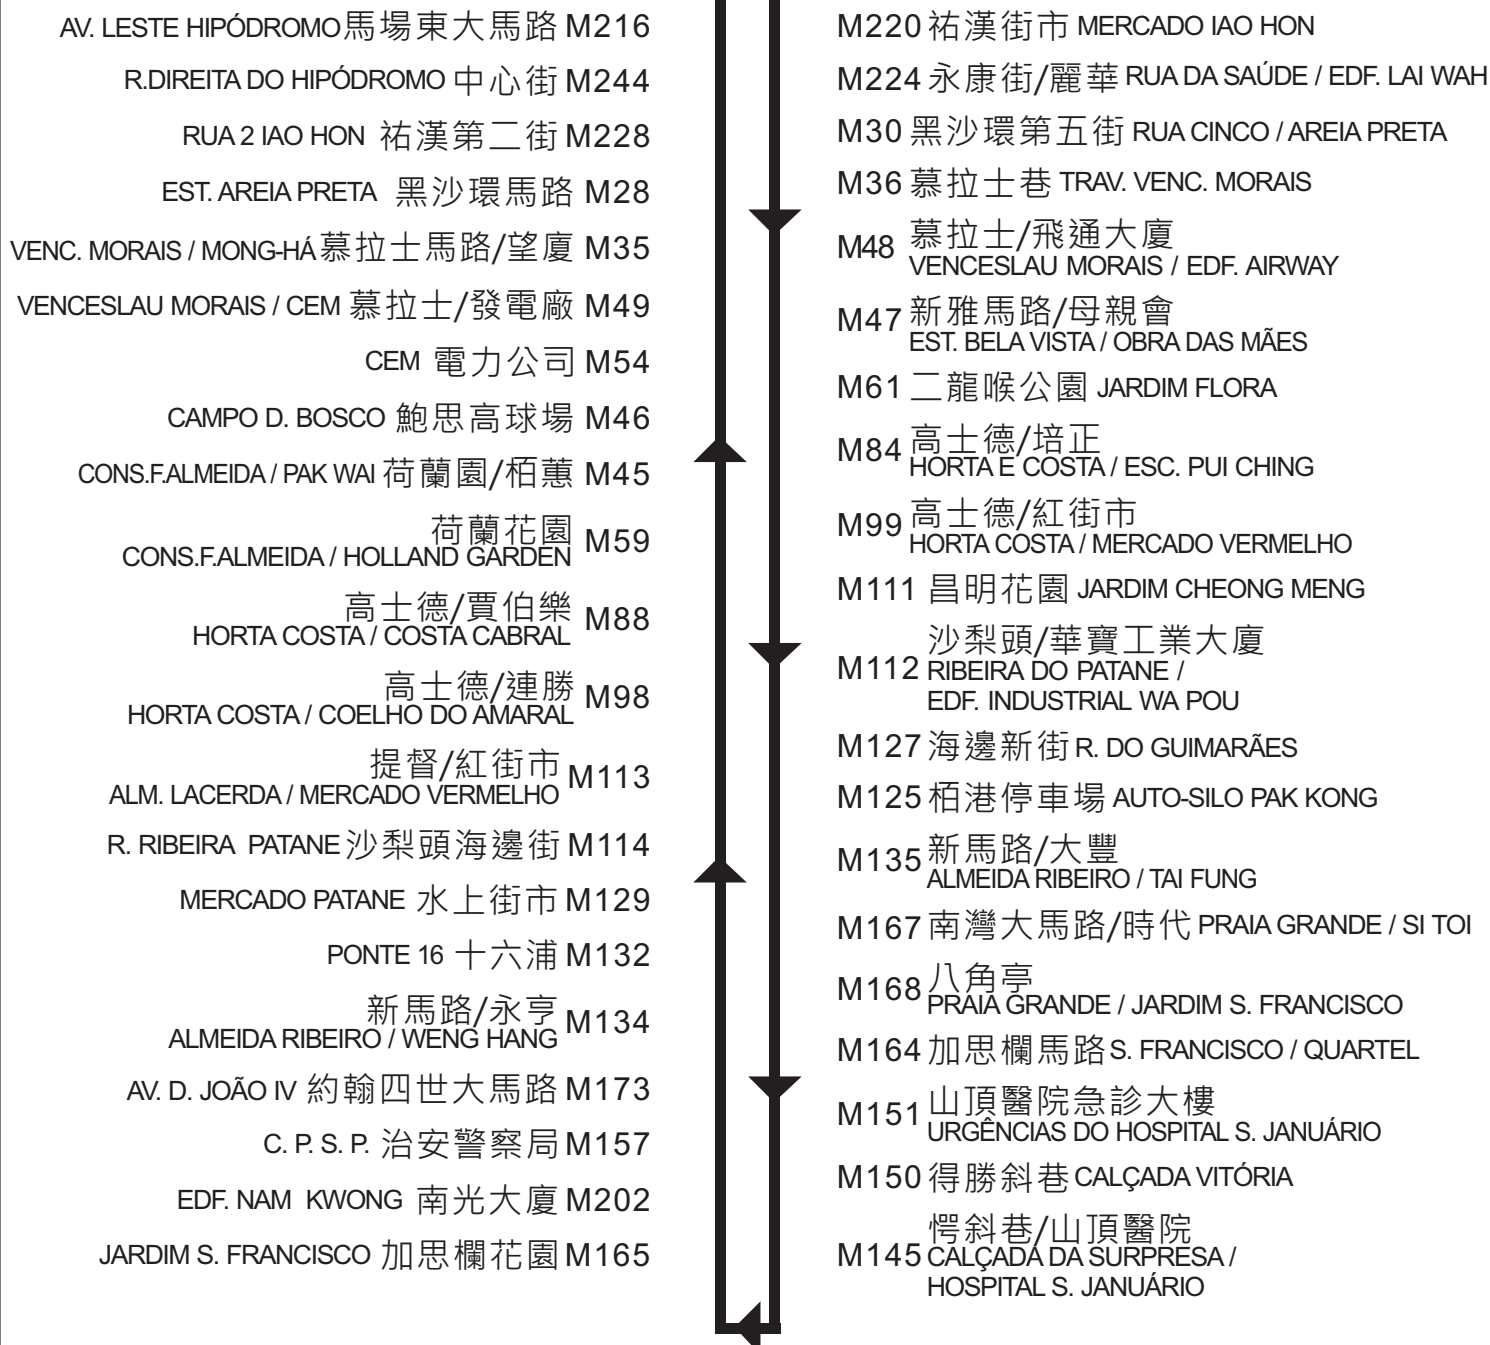 AV. LESTE HIPÓDROMO馬場東大馬路 M216
R.DIREITA DO HIPÓDROMO 中心街 M244
RUA 2 IAO HON 祐漢第二街 M228
EST. AREIA PRETA 黑沙環馬路 M28
VENC. MORAIS / MONG-HÁ慕拉士馬路/望廈 M35
VENCESLAU MORAIS / CEM 慕拉士/發電廠 M49
CEM 電力公司 M54
CAMPO D. BOSCO 鮑思高球場 M46
CONS.F.ALMEIDA / PAK WAI 荷蘭園/栢蕙 M45
荷蘭花園
CONS.F.ALMEIDA / HOLLAND GARDEN M59
高士德/賈伯樂
HORTA COSTA / COSTA CABRAL M88
高士德/連勝
HORTA COSTA / COELHO DO AMARAL M98
提督/紅街市
ALM. LACERDA / MERCADO VERMELHO M113
R. RIBEIRA PATANE 沙梨頭海邊街 M114
MERCADO PATANE 水上街市 M129
PONTE 16 十六浦 M132
新馬路/永亨
ALMEIDA RIBEIRO / WENG HANG M134
AV. D. JOÃO IV 約翰四世大馬路 M173
C. P. S. P. 治安警察局 M157
EDF. NAM KWONG 南光大廈 M202
JARDIM S. FRANCISCO 加思欄花園 M165
M220 祐漢街市 MERCADO IAO HON
M224 永康街/麗華 RUA DA SAÚDE / EDF. LAI WAH
M30 黑沙環第五街 RUA CINCO / AREIA PRETA
M36 慕拉士巷 TRAV. VENC. MORAIS
M48 慕拉士/飛通大廈
VENCESLAU MORAIS / EDF. AIRWAY
M47 新雅馬路/母親會
EST. BELA VISTA / OBRA DAS MÃES
M61 二龍喉公園 JARDIM FLORA
M84 高士德/培正
HORTA E COSTA / ESC. PUI CHING
M99 高士德/紅街市
HORTA COSTA / MERCADO VERMELHO
M111 昌明花園 JARDIM CHEONG MENG
M112 沙梨頭/華寶工業大廈
RIBEIRA DO PATANE /
EDF. INDUSTRIAL WA POU
M127 海邊新街 R. DO GUIMARÃES
M125 栢港停車場 AUTO-SILO PAK KONG
M135 新馬路/大豐
ALMEIDA RIBEIRO / TAI FUNG
M167 南灣大馬路/時代 PRAIA GRANDE / SI TOI
M168 八角亭
PRAIA GRANDE / JARDIM S. FRANCISCO
M164 加思欄馬路 S. FRANCISCO / QUARTEL
M151 山頂醫院急診大樓
URGÊNCIAS DO HOSPITAL S. JANUÁRIO
M150 得勝斜巷 CALÇADA VITÓRIA
M145 愕斜巷/山頂醫院
CALÇADA DA SURPRESA /
HOSPITAL S. JANUÁRIO